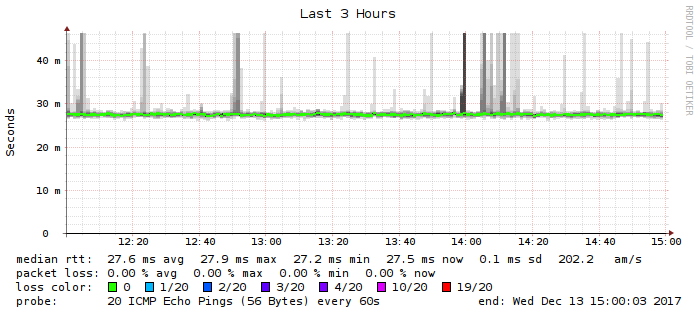 Last 3 Hours
RRDTOOL / TOBI OETIKER
Seconds
40 m
30 m
20 m
10 m
0
12:20 12:40 13:00 13:20 13:40 14:00 14:20 14:40 15:00
median rtt: 27.6 ms avg 27.9 ms max 27.2 ms min 27.5 ms now 0.1 ms sd 202.2 am/s
packet loss: 0.00 % avg 0.00 % max 0.00 % min 0.00 % now
loss color: 0 1/20 2/20 3/20 4/20 10/20 19/20
probe: 20 ICMP Echo Pings (56 Bytes) every 60s end: Wed Dec 13 15:00:03 2017